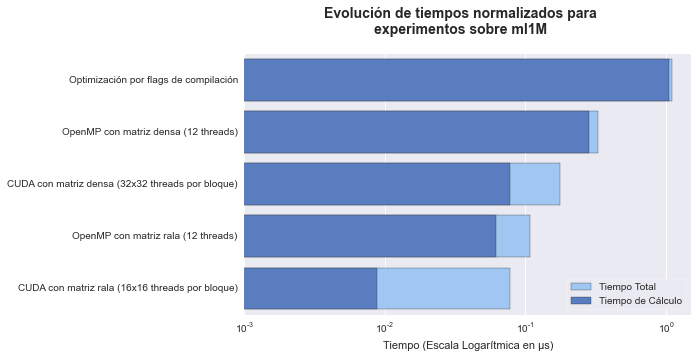 Evolución de tiempos normalizados para
experimentos sobre ml1M
Optimización por flags de compilación
OpenMP con matriz densa (12 threads)
CUDA con matriz densa (32x32 threads por bloque)
OpenMP con matriz rala (12 threads)
CUDA con matriz rala (16x16 threads por bloque)
Tiempo Total
Tiempo de Cálculo
10⁻³ 10⁻² 10⁻¹ 10⁰
Tiempo (Escala Logarítmica en μs)